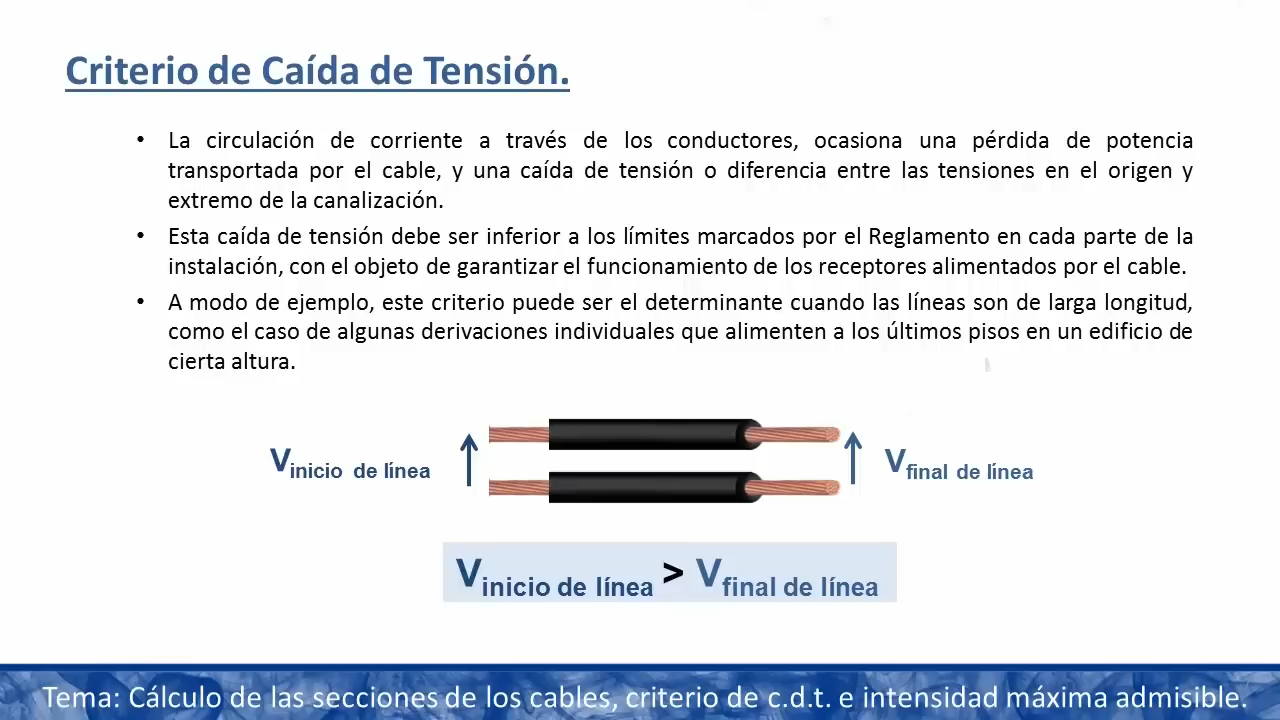 Criterio de Caída de Tensión.
• La circulación de corriente a través de los conductores, ocasiona una pérdida de potencia
transportada por el cable, y una caída de tensión o diferencia entre las tensiones en el origen y
extremo de la canalización.
• Esta caída de tensión debe ser inferior a los límites marcados por el Reglamento en cada parte de la
instalación, con el objeto de garantizar el funcionamiento de los receptores alimentados por el cable.
• A modo de ejemplo, este criterio puede ser el determinante cuando las líneas son de larga longitud,
como el caso de algunas derivaciones individuales que alimenten a los últimos pisos en un edificio de
cierta altura.
Vinicio de línea
Vfinal de línea
Vinicio de línea > Vfinal de línea
Tema: Cálculo de las secciones de los cables, criterio de c.d.t. e intensidad máxima admisible.